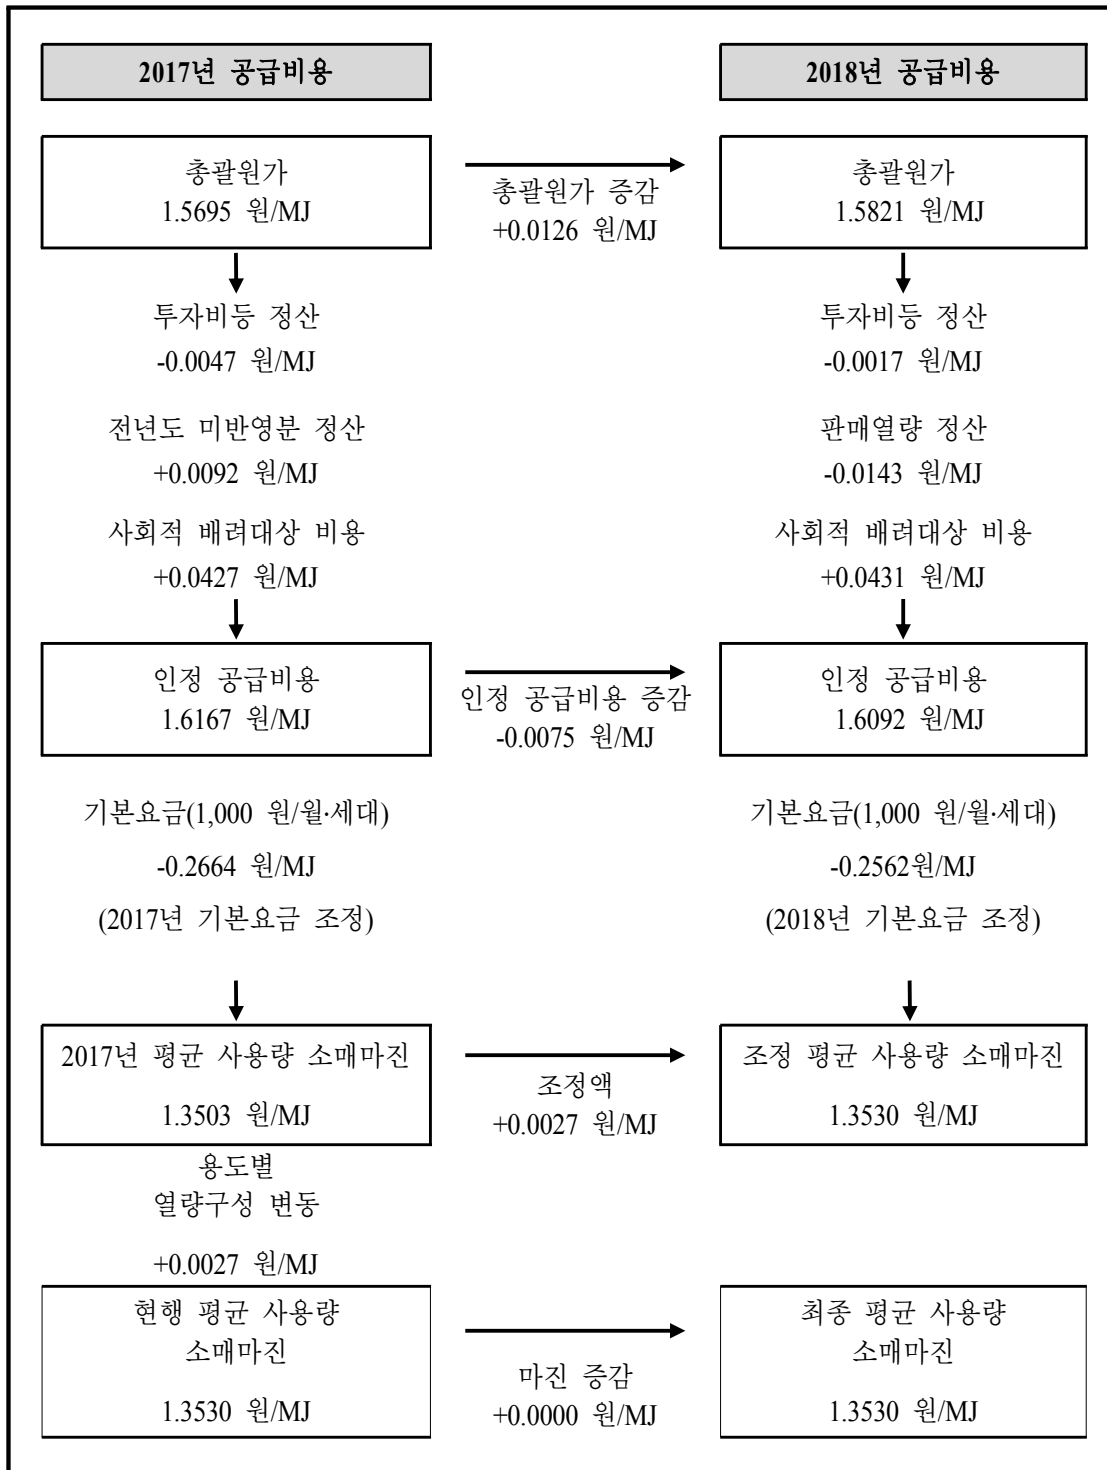 2017년 공급비용
2018년 공급비용
총괄원가
1.5695 원/MJ
총괄원가 증감
+0.0126 원/MJ
총괄원가
1.5821 원/MJ
투자비등 정산
-0.0047 원/MJ
투자비등 정산
-0.0017 원/MJ
전년도 미반영분 정산
+0.0092 원/MJ
판매열량 정산
-0.0143 원/MJ
사회적 배려대상 비용
+0.0427 원/MJ
사회적 배려대상 비용
+0.0431 원/MJ
인정 공급비용
1.6167 원/MJ
인정 공급비용 증감
-0.0075 원/MJ
인정 공급비용
1.6092 원/MJ
기본요금(1,000 원/월·세대)
-0.2664 원/MJ
(2017년 기본요금 조정)
기본요금(1,000 원/월·세대)
-0.2562원/MJ
(2018년 기본요금 조정)
2017년 평균 사용량 소매마진
1.3503 원/MJ
조정액
+0.0027 원/MJ
조정 평균 사용량 소매마진
1.3530 원/MJ
용도별
열량구성 변동
+0.0027 원/MJ
현행 평균 사용량
소매마진
1.3530 원/MJ
마진 증감
+0.0000 원/MJ
최종 평균 사용량
소매마진
1.3530 원/MJ